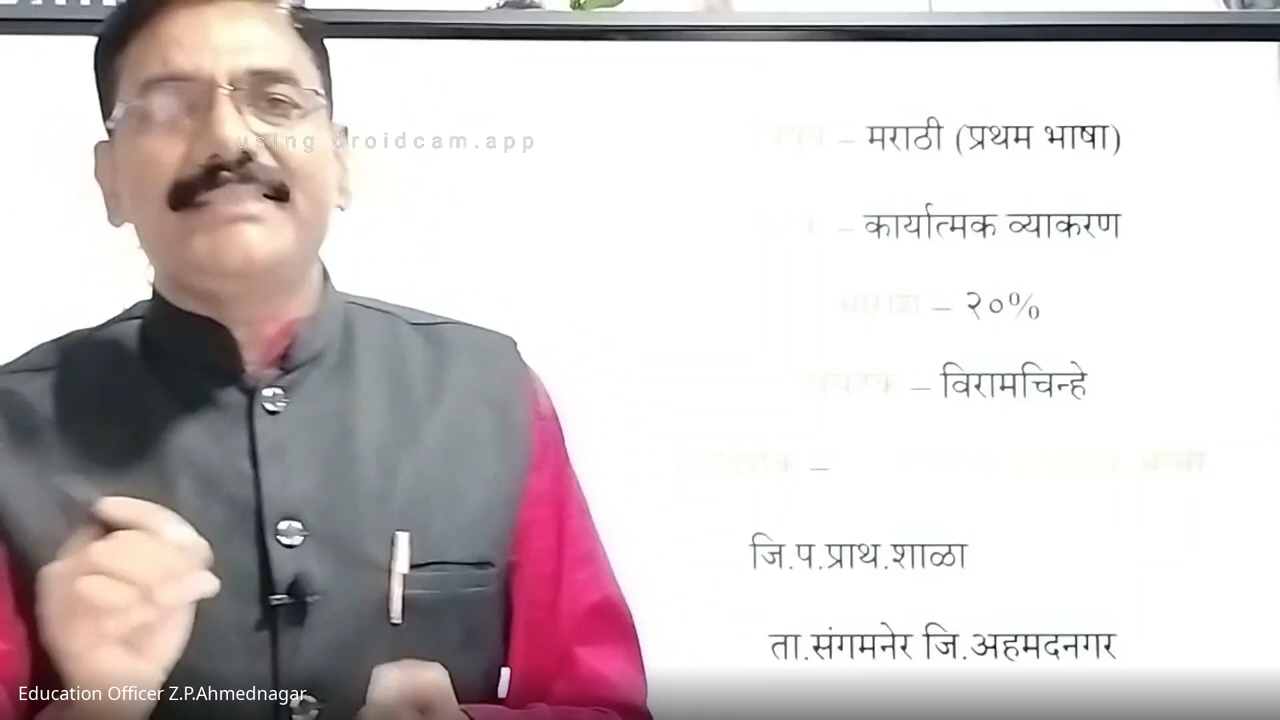 using droidcam.app
– मराठी (प्रथम भाषा)
– कार्यात्मक व्याकरण
– २०%
– विरामचिन्हे
–
जि.प.प्राथ.शाळा
ता.संगमनेर जि.अहमदनगर
Education Officer Z.P.Ahmednagar